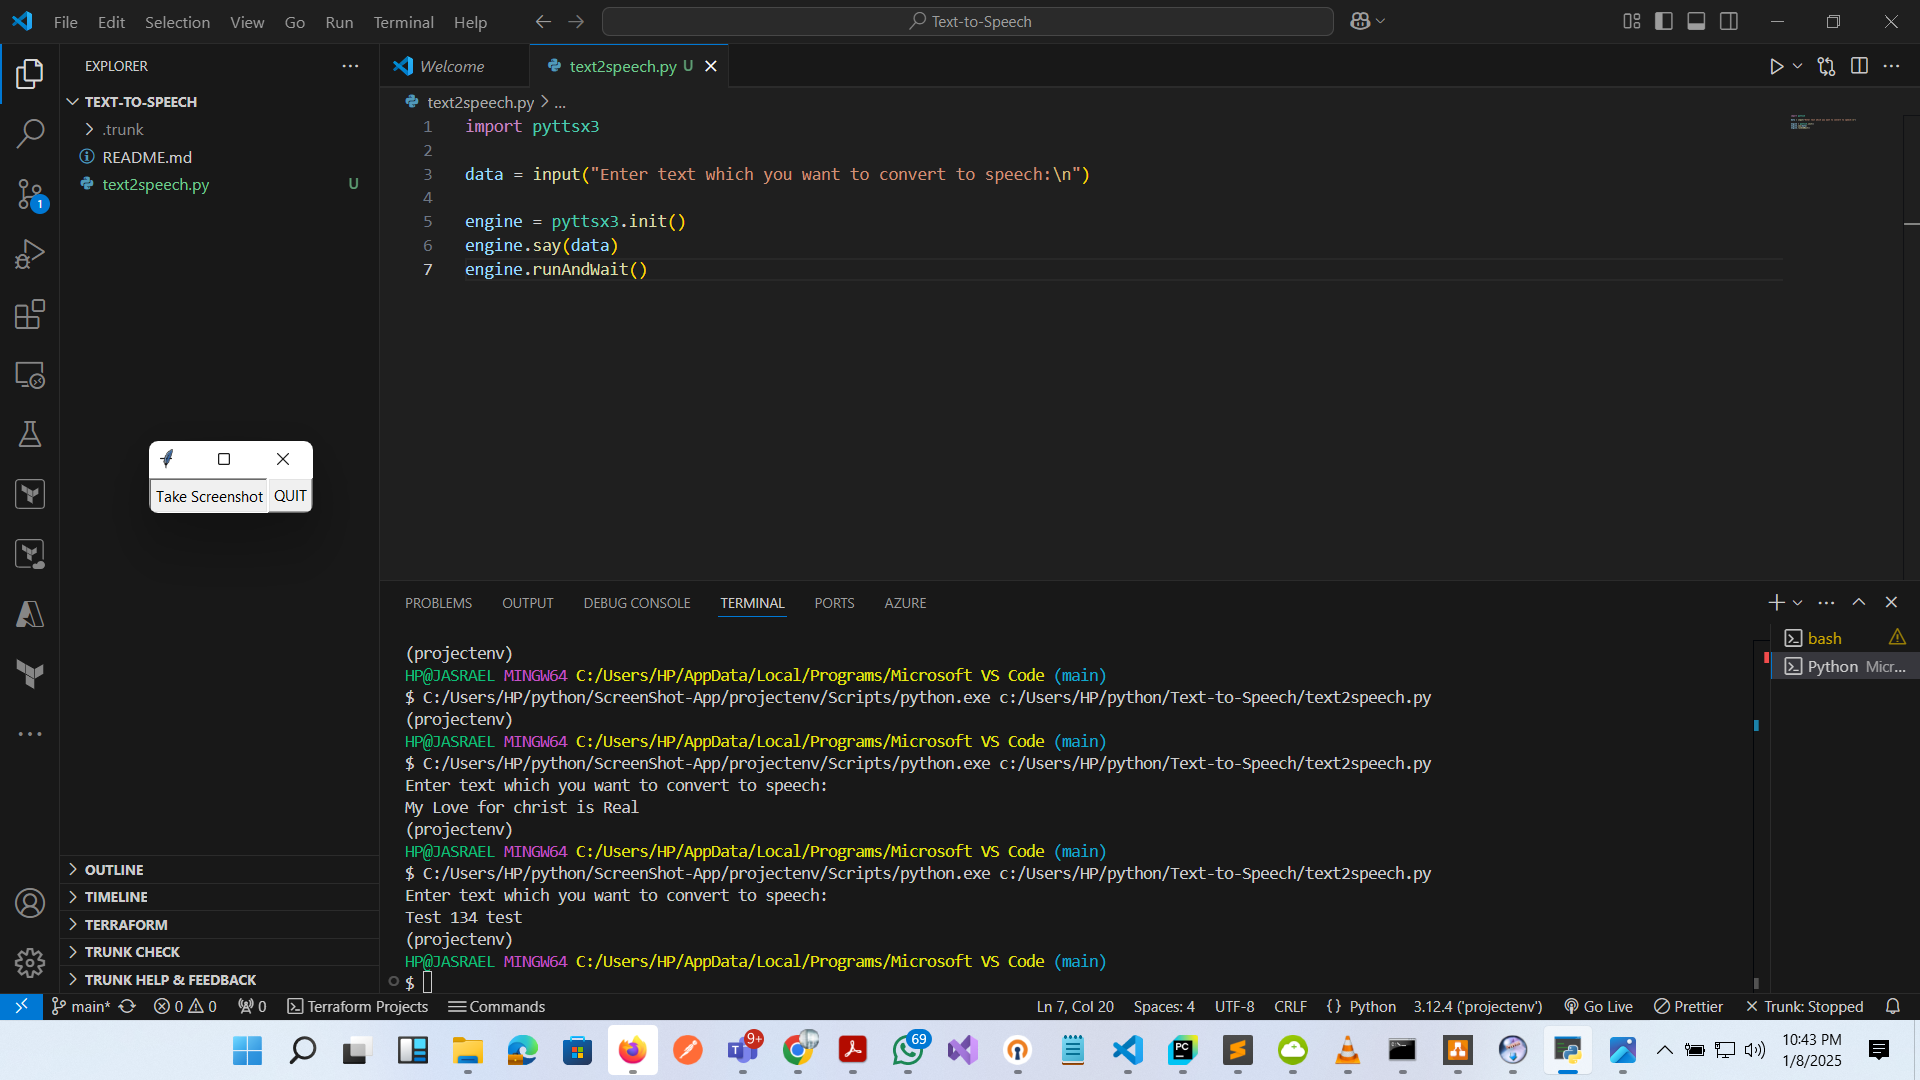 File Edit Selection View Go Run Terminal Help
Text-to-Speech
EXPLORER
TEXT-TO-SPEECH
.trunk
README.md
text2speech.py U
Welcome
text2speech.py U
text2speech.py > ...
1 import pyttsx3
2
3 data = input("Enter text which you want to convert to speech:\n")
4
5 engine = pyttsx3.init()
6 engine.say(data)
7 engine.runAndWait()
1
Take Screenshot QUIT
PROBLEMS OUTPUT DEBUG CONSOLE TERMINAL PORTS AZURE
bash
Python Micr...
(projectenv)
HP@JASRAEL MINGW64 C:/Users/HP/AppData/Local/Programs/Microsoft VS Code (main)
$ C:/Users/HP/python/ScreenShot-App/projectenv/Scripts/python.exe c:/Users/HP/python/Text-to-Speech/text2speech.py
(projectenv)
HP@JASRAEL MINGW64 C:/Users/HP/AppData/Local/Programs/Microsoft VS Code (main)
$ C:/Users/HP/python/ScreenShot-App/projectenv/Scripts/python.exe c:/Users/HP/python/Text-to-Speech/text2speech.py
Enter text which you want to convert to speech:
My Love for christ is Real
(projectenv)
HP@JASRAEL MINGW64 C:/Users/HP/AppData/Local/Programs/Microsoft VS Code (main)
$ C:/Users/HP/python/ScreenShot-App/projectenv/Scripts/python.exe c:/Users/HP/python/Text-to-Speech/text2speech.py
Enter text which you want to convert to speech:
Test 134 test
(projectenv)
HP@JASRAEL MINGW64 C:/Users/HP/AppData/Local/Programs/Microsoft VS Code (main)
$
OUTLINE
TIMELINE
TERRAFORM
TRUNK CHECK
TRUNK HELP & FEEDBACK
main* 0 0 0 Terraform Projects Commands
Ln 7, Col 20 Spaces: 4 UTF-8 CRLF {} Python 3.12.4 ('projectenv') Go Live Prettier Trunk: Stopped
9+
69
PC
10:43 PM
1/8/2025